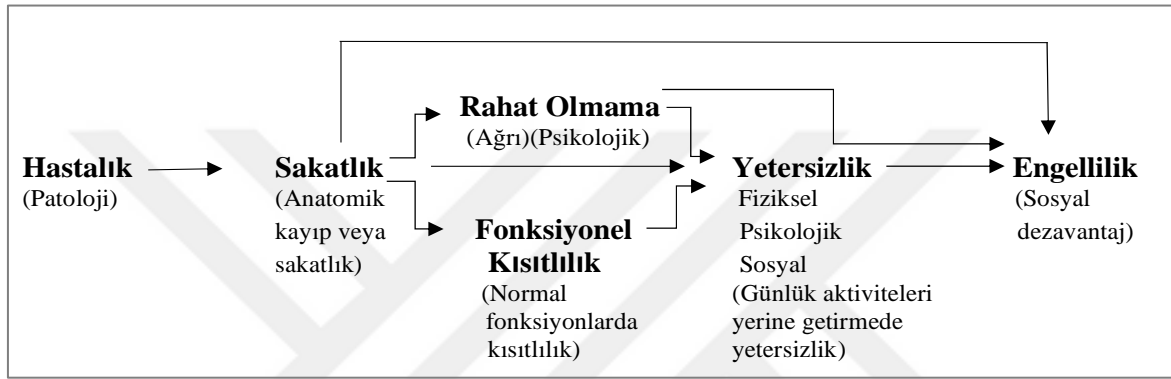 Hastalık
(Patoloji)
Sakatlık
(Anatomik
kayıp veya
sakatlık)
Rahat Olmama
(Ağrı)(Psikolojik)
Fonksiyonel
Kısıtlılık
(Normal
fonksiyonlarda
kısıtlılık)
Yetersizlik
Fiziksel
Psikolojik
Sosyal
(Günlük aktiviteleri
yerine getirmede
yetersizlik)
Engellilik
(Sosyal
dezavantaj)